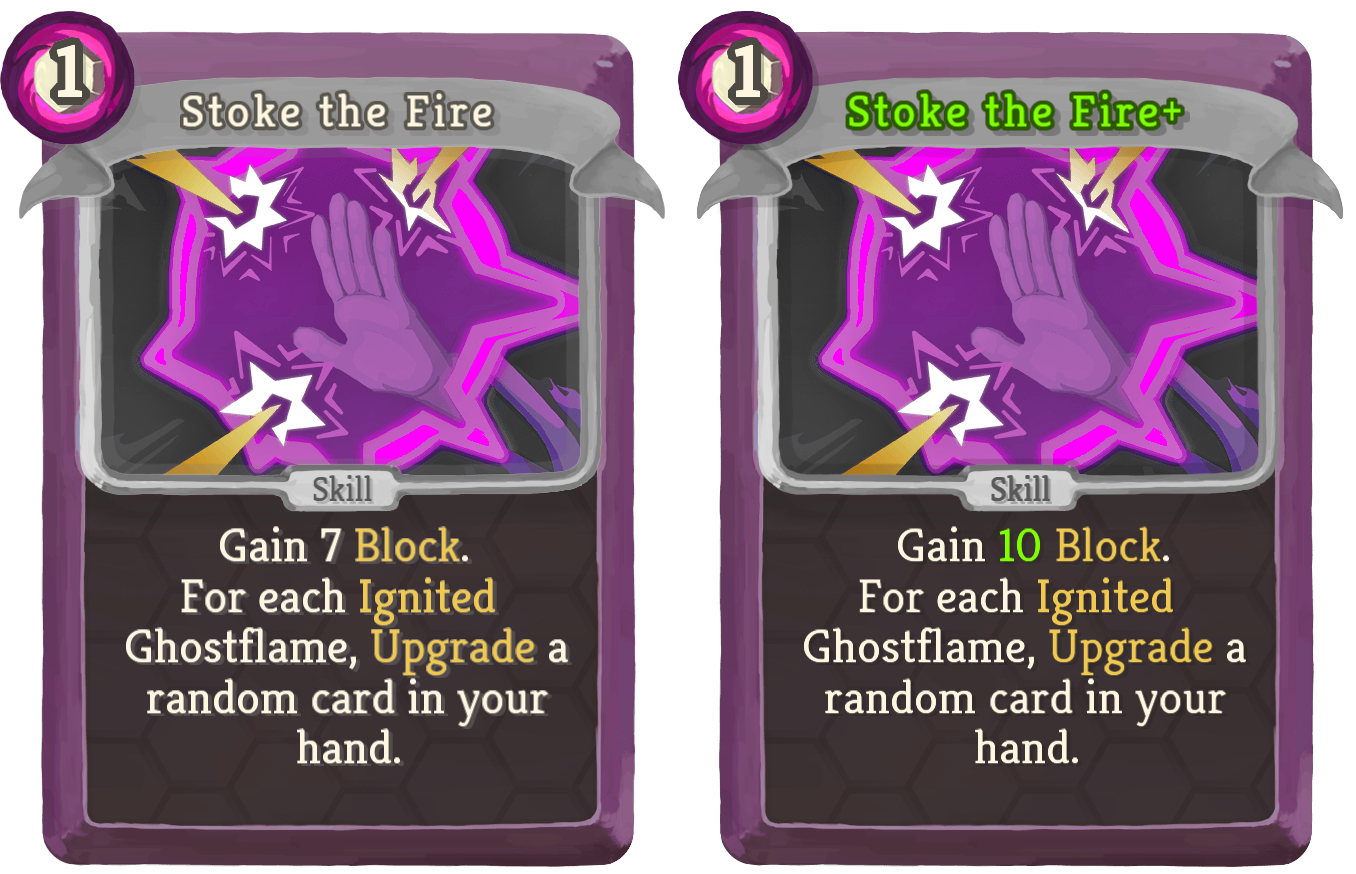 1
Stoke the Fire
Skill
Gain 7 Block.
For each Ignited
Ghostflame, Upgrade a
random card in your
hand.
1
Stoke the Fire+
Skill
Gain 10 Block.
For each Ignited
Ghostflame, Upgrade a
random card in your
hand.